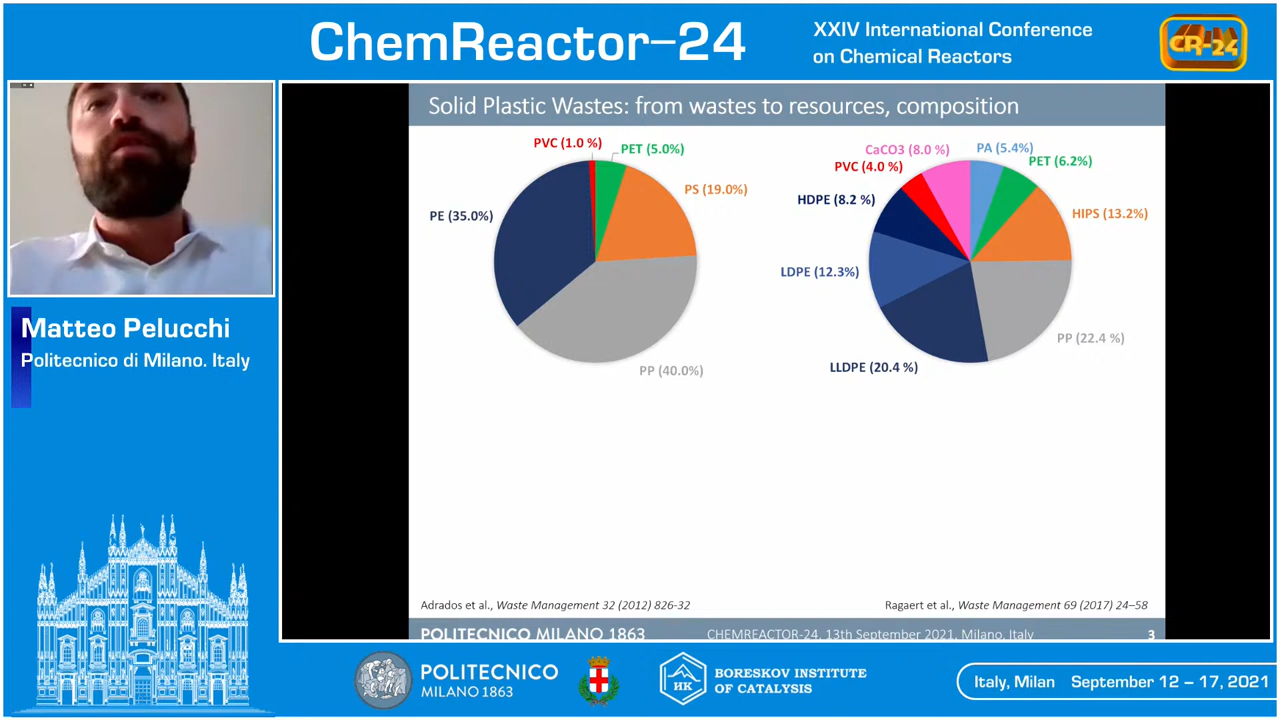 ChemReactor–24
XXIV International Conference
on Chemical Reactors
CR-24
Solid Plastic Wastes: from wastes to resources, composition
PVC (1.0 %)
PET (5.0%)
PS (19.0%)
PE (35.0%)
PP (40.0%)
CaCO3 (8.0 %)
PA (5.4%)
PVC (4.0 %)
PET (6.2%)
HDPE (8.2 %)
HIPS (13.2%)
LDPE (12.3%)
PP (22.4 %)
LLDPE (20.4 %)
Matteo Pelucchi
Politecnico di Milano. Italy
Adrados et al., Waste Management 32 (2012) 826-32
Ragaert et al., Waste Management 69 (2017) 24–58
POLITECNICO MILANO 1863
CHEMREACTOR-24, 13th September 2021, Milano, Italy
3
POLITECNICO
MILANO 1863
HK
BORESKOV INSTITUTE
OF CATALYSIS
Italy, Milan September 12 – 17, 2021